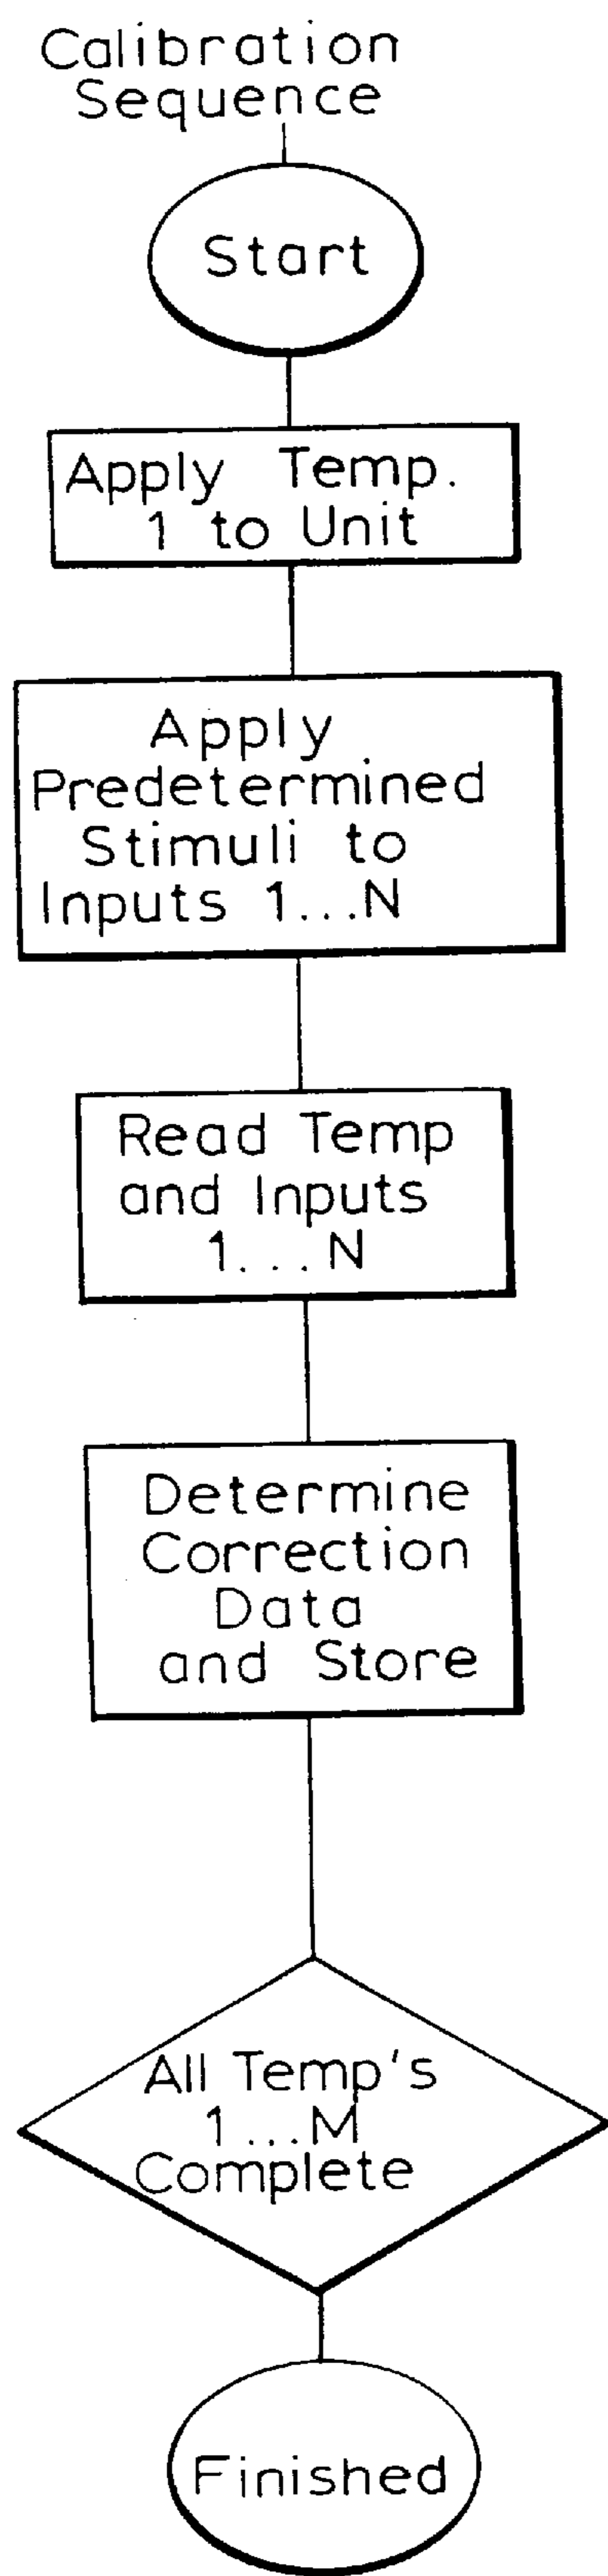 Calibration
Sequence
Start
Apply Temp.
1 to Unit
Apply
Predetermined
Stimuli to
Inputs 1...N
Read Temp
and Inputs
1...N
Determine
Correction
Data
and Store
All Temp's
1...M
Complete
Finished